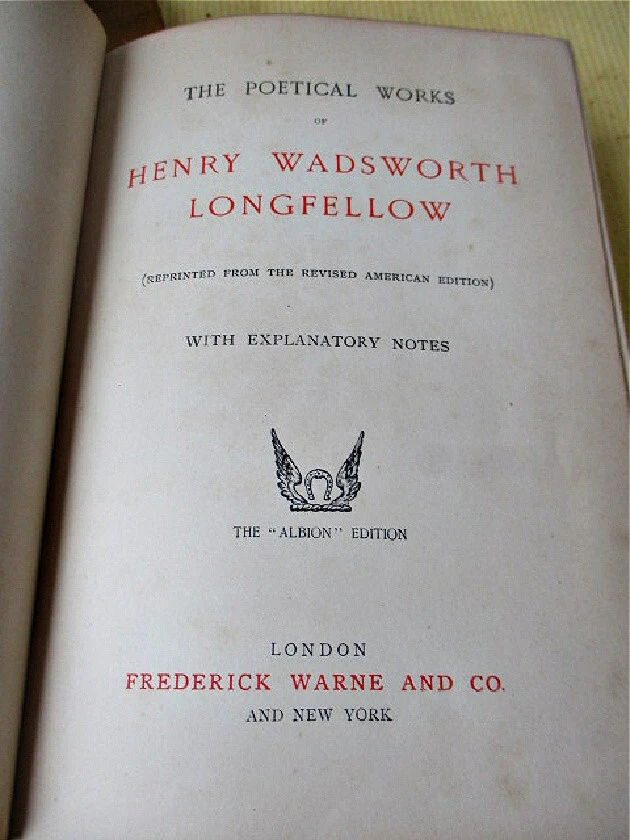 THE POETICAL WORKS
OF
HENRY WADSWORTH
LONGFELLOW
(REPRINTED FROM THE REVISED AMERICAN EDITION)
WITH EXPLANATORY NOTES
THE "ALBION" EDITION
LONDON
FREDERICK WARNE AND CO.
AND NEW YORK